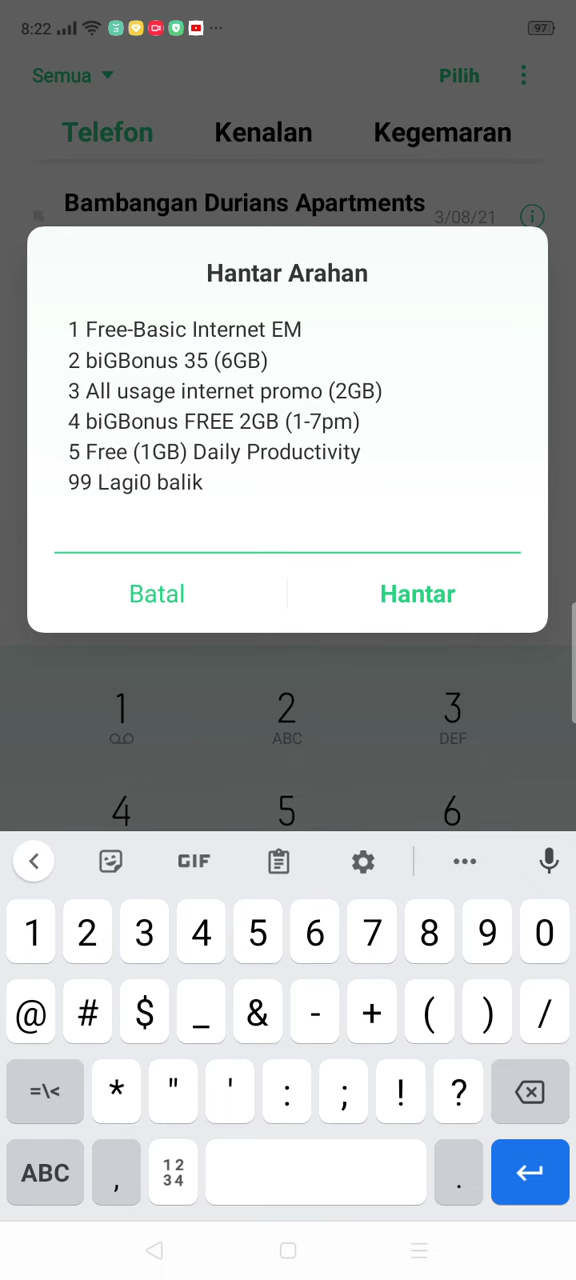 8:22 97
Semua Pilih
Telefon Kenalan Kegemaran
Bambangan Durians Apartments 3/08/21
Hantar Arahan
1 Free-Basic Internet EM
2 biGBonus 35 (6GB)
3 All usage internet promo (2GB)
4 biGBonus FREE 2GB (1-7pm)
5 Free (1GB) Daily Productivity
99 Lagi0 balik
Batal Hantar
1 2 3
ABC DEF
4 5 6
GIF
1 2 3 4 5 6 7 8 9 0
@ # $ _ & - + ( ) /
=\< * " ' : ; ! ?
ABC , 12 34 .